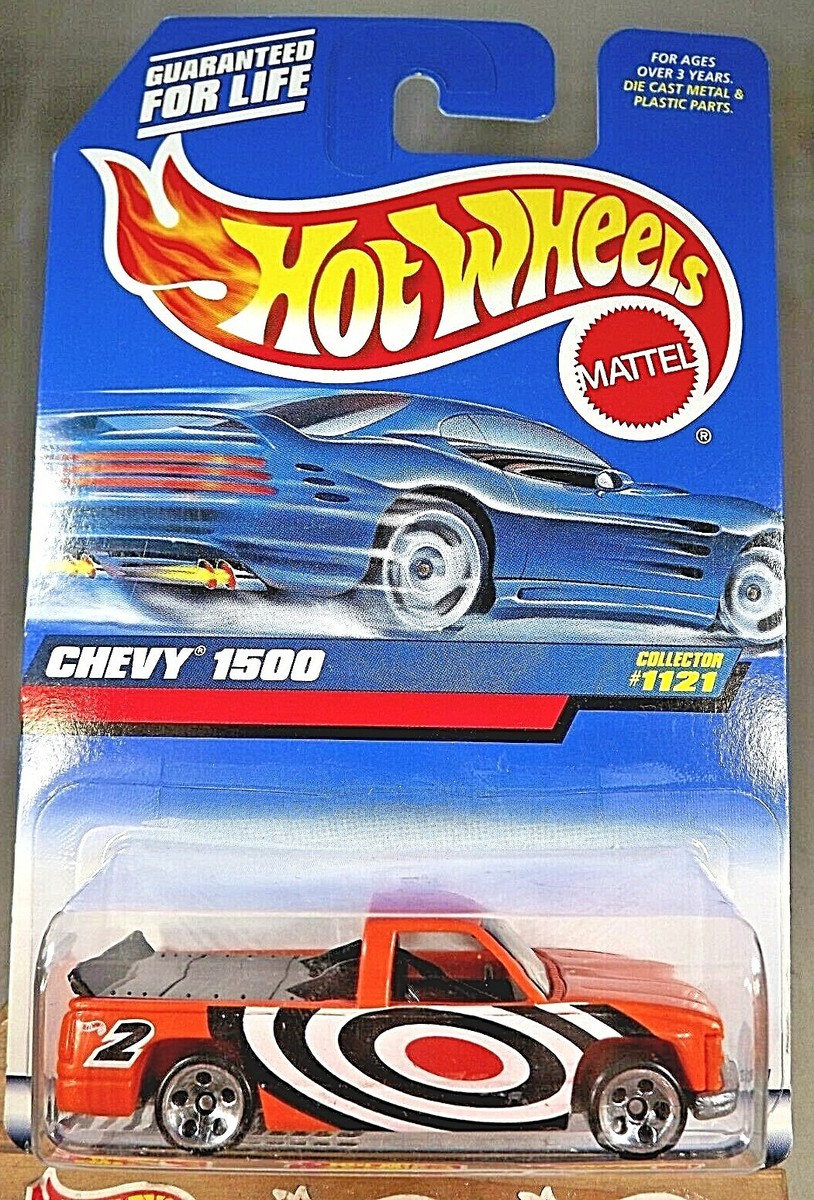 GUARANTEED
FOR LIFE
FOR AGES
OVER 3 YEARS.
DIE CAST METAL &
PLASTIC PARTS.
Hot Wheels
MATTEL
®
CHEVY® 1500
COLLECTOR
#1121
2